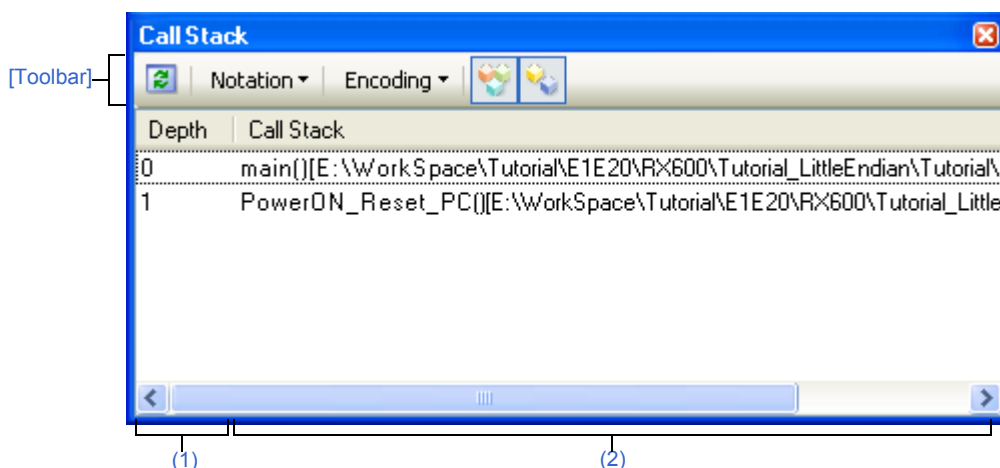 Call Stack
[Toolbar]
Notation
Encoding
Depth Call Stack
0 main()[E:\WorkSpace\Tutorial\E1E20\RX600\Tutorial_LittleEndian\Tutorial\.
1 PowerON_Reset_PC()[E:\WorkSpace\Tutorial\E1E20\RX600\Tutorial_Little
(1) (2)